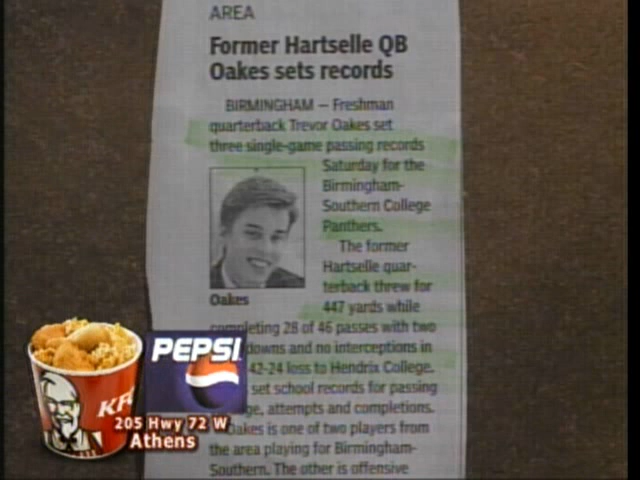 AREA
Former Hartselle QB
Oakes sets records
BIRMINGHAM — Freshman
quarterback Trevor Oakes set
three single-game passing records
Saturday for the
Birmingham-
Southern College
Panthers.
The former
Hartselle quar-
terback threw for
447 yards while
Oakes
completing 28 of 46 passes with two
downs and no interceptions in
42-24 loss to Hendrix College.
set school records for passing
ge, attempts and completions.
Oakes is one of two players from
the area playing for Birmingham-
Southern. The other is offensive
PEPSI
KFC
205 Hwy 72 W
Athens